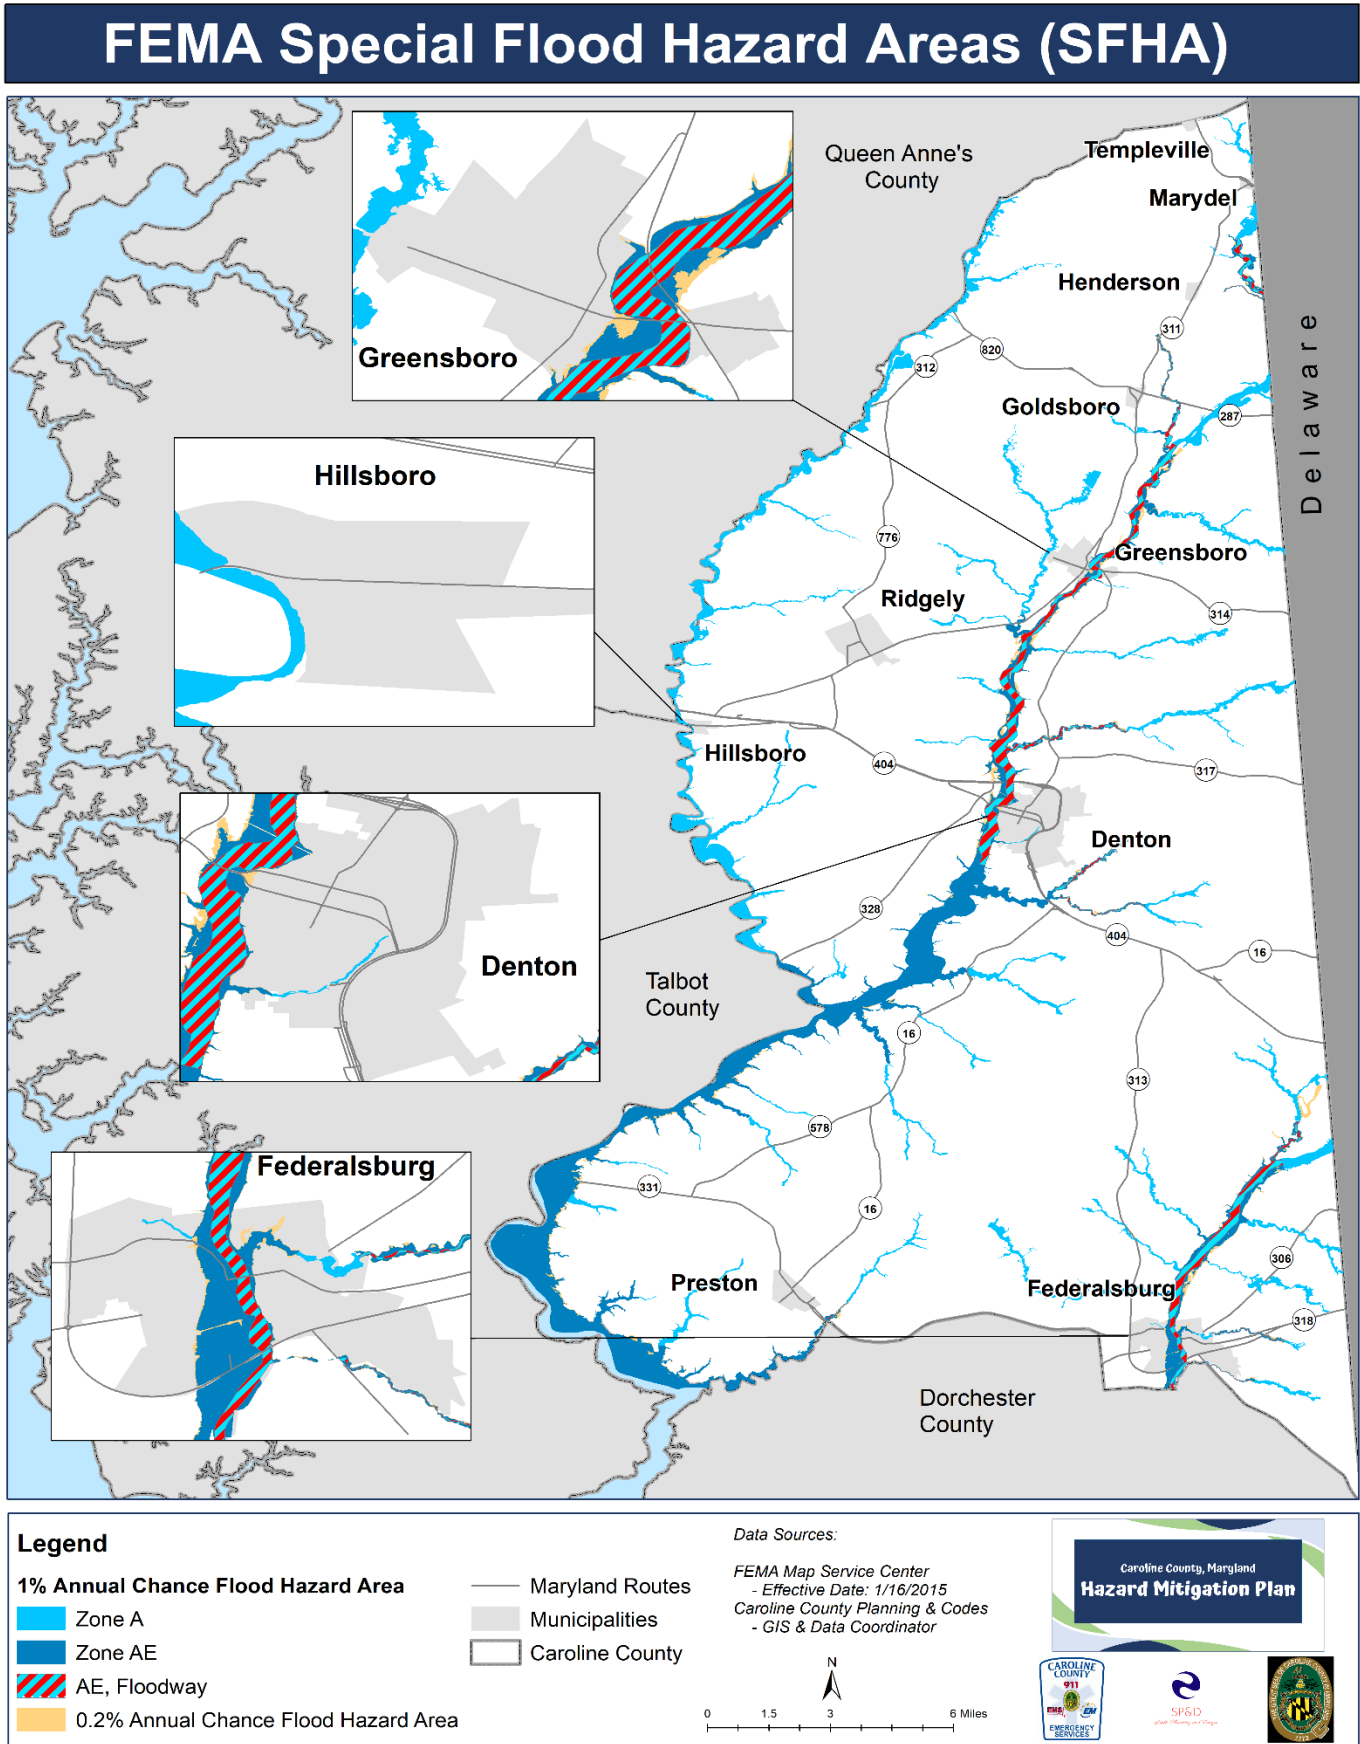 FEMA Special Flood Hazard Areas (SFHA)
Queen Anne's
County
Templeville
Marydel
Henderson
311
820
312
Greensboro
Goldsboro
287
Delaware
Hillsboro
776
Greensboro
Ridgely
314
Hillsboro
404
317
Denton
328
404
16
Denton
Talbot
County
16
313
578
Federalsburg
331
16
306
Preston
Federalsburg
318
Dorchester
County
Legend
1% Annual Chance Flood Hazard Area
Zone A
Zone AE
AE, Floodway
0.2% Annual Chance Flood Hazard Area
Maryland Routes
Municipalities
Caroline County
Data Sources:
FEMA Map Service Center
- Effective Date: 1/16/2015
Caroline County Planning & Codes
- GIS & Data Coordinator
N
0 1.5 3 6 Miles
Caroline County, Maryland
Hazard Mitigation Plan
CAROLINE
COUNTY
911
EMS EM
EMERGENCY
SERVICES
SP&D